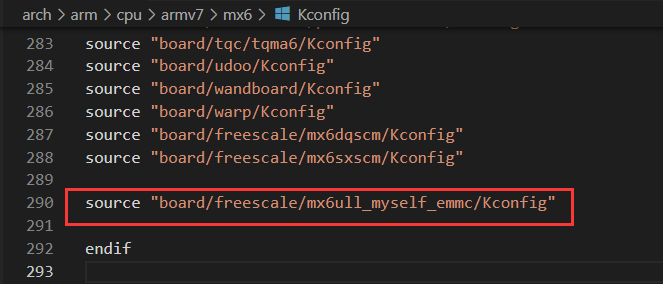 arch > arm > cpu > armv7 > mx6 > Kconfig
283 source "board/tqc/tqma6/Kconfig"
284 source "board/udoo/Kconfig"
285 source "board/wandboard/Kconfig"
286 source "board/warp/Kconfig"
287 source "board/freescale/mx6dqscm/Kconfig"
288 source "board/freescale/mx6sxscm/Kconfig"
289
290 source "board/freescale/mx6ull_myself_emmc/Kconfig"
291
292 endif
293